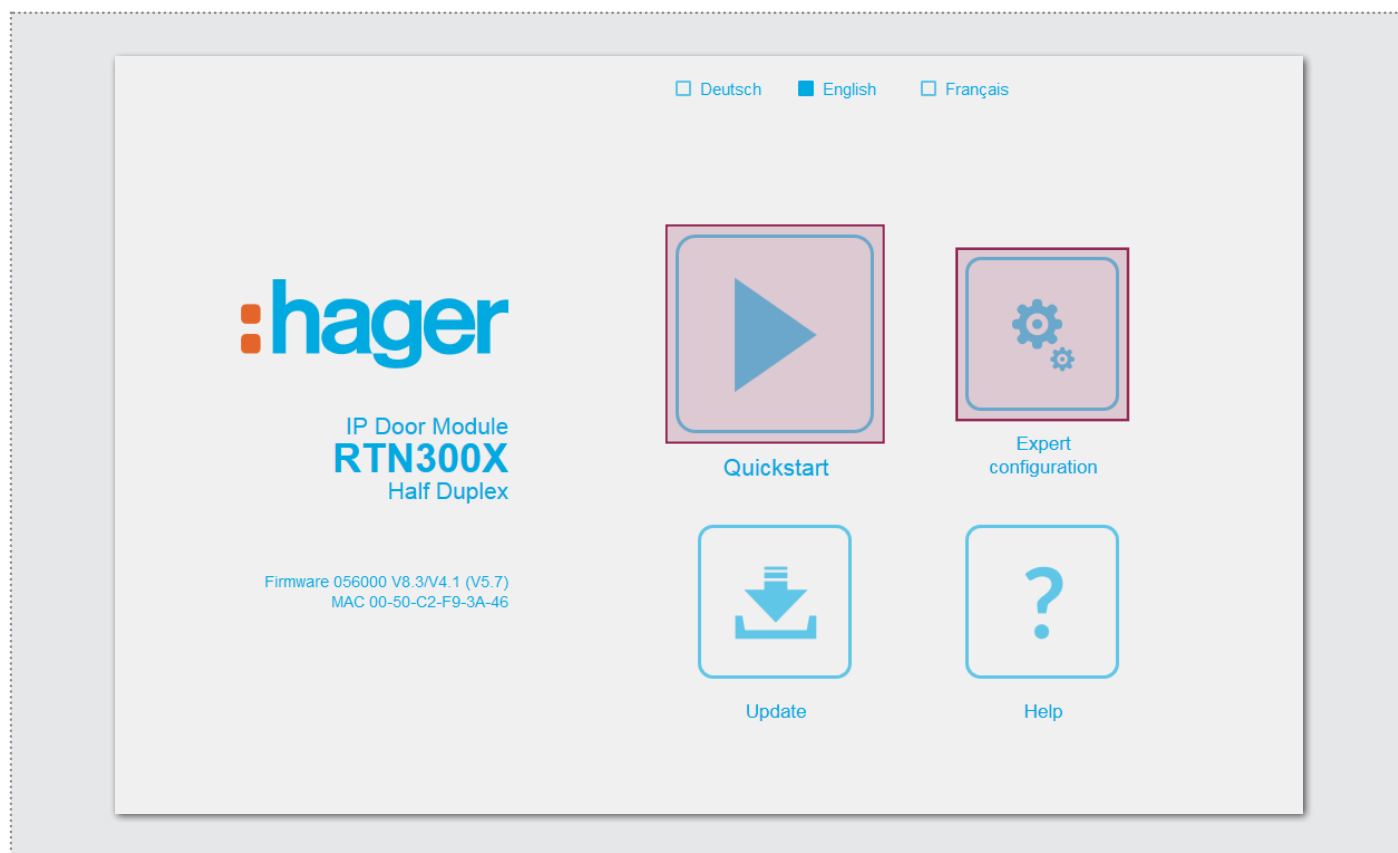 Deutsch English Français
:hager
IP Door Module
RTN300X
Half Duplex
Firmware 056000 V8.3/V4.1 (V5.7)
MAC 00-50-C2-F9-3A-46
Quickstart
Expert
configuration
Update
Help